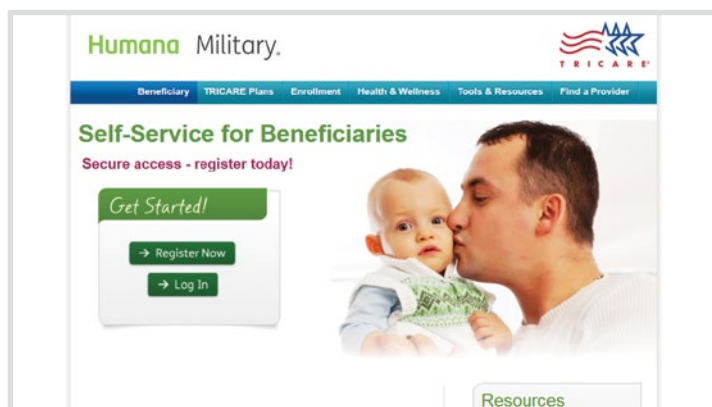 Humana Military.
TRICARE®
Beneficiary TRICARE Plans Enrollment Health & Wellness Tools & Resources Find a Provider
Self-Service for Beneficiaries
Secure access - register today!
Get Started!
→ Register Now
→ Log In
Resources